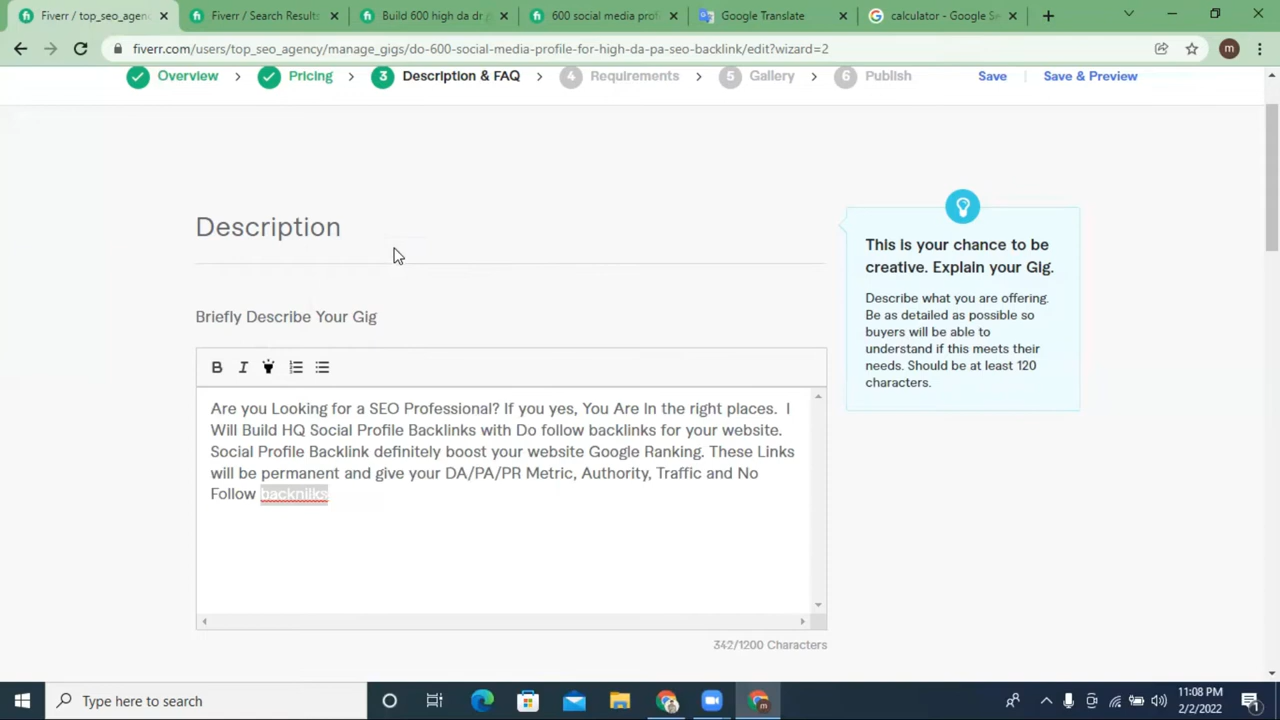 Fiverr / top_seo_agenc
Fiverr / Search Results
Build 600 high da dr
600 social media prof
Google Translate
calculator - Google Se
fiverr.com/users/top_seo_agency/manage_gigs/do-600-social-media-profile-for-high-da-pa-seo-backlink/edit?wizard=2
m
Overview
Pricing
3 Description & FAQ
4 Requirements
5 Gallery
6 Publish
Save
Save & Preview
Description
This is your chance to be
creative. Explain your Gig.
Describe what you are offering.
Be as detailed as possible so
buyers will be able to
understand if this meets their
needs. Should be at least 120
characters.
Briefly Describe Your Gig
B I
Are you Looking for a SEO Professional? If you yes, You Are In the right places. I
Will Build HQ Social Profile Backlinks with Do follow backlinks for your website.
Social Profile Backlink definitely boost your website Google Ranking. These Links
will be permanent and give your DA/PA/PR Metric, Authority, Traffic and No
Follow backnilks
342/1200 Characters
Type here to search
11:08 PM
2/2/2022
1